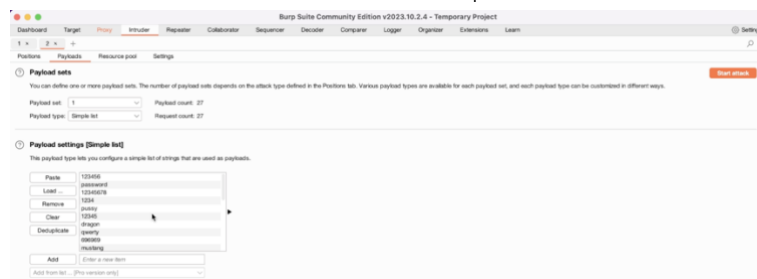 Burp Suite Community Edition v2023.10.2.4 - Temporary Project
Dashboard Target Proxy Intruder Repeater Collaborator Sequencer Decoder Comparer Logger Organizer Extensions Learn Settin
1 × 2 × +
Positions Payloads Resource pool Settings
Payload sets
Start attack
You can define one or more payload sets. The number of payload sets depends on the attack type defined in the Positions tab. Various payload types are available for each payload set, and each payload type can be customized in different ways.
Payload set: 1 Payload count: 27
Payload type: Simple list Request count: 27
Payload settings [Simple list]
This payload type lets you configure a simple list of strings that are used as payloads.
Paste
Load ...
Remove
Clear
Deduplicate
123456
password
12345678
1234
pussy
12345
dragon
qwerty
696969
mustang
Add Enter a new item
Add from list ... [Pro version only]